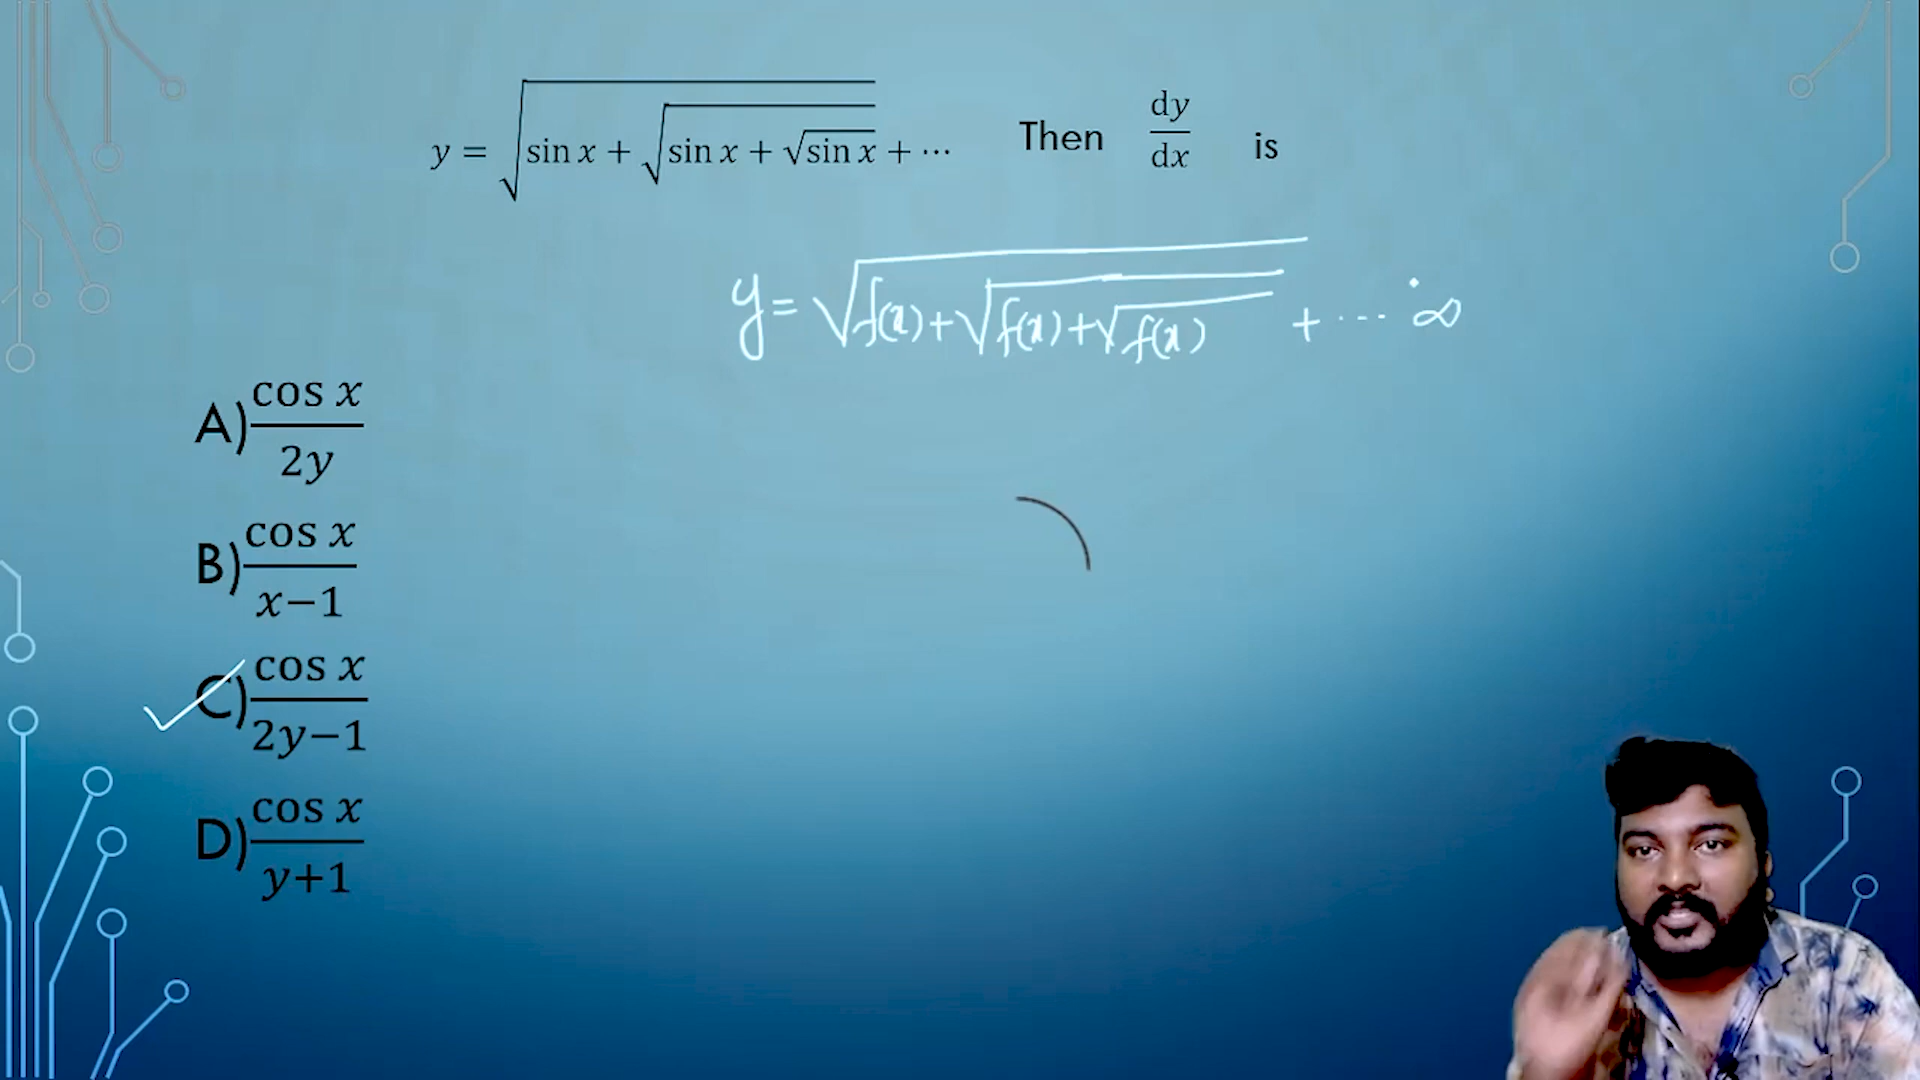 y = √(sin x + √(sin x + √(sin x))) + ⋯ Then dy/dx is
y = √(f(x) + √(f(x) + √(f(x)))) + ⋯ ∞
A) cos x / 2y
B) cos x / x−1
C) cos x / 2y−1
D) cos x / y+1